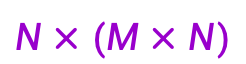 N × (M × N)